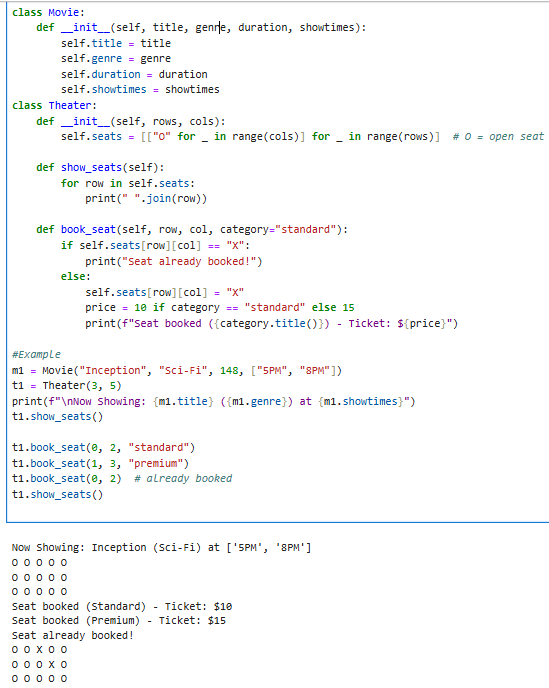 class Movie:
    def __init__(self, title, genre, duration, showtimes):
        self.title = title
        self.genre = genre
        self.duration = duration
        self.showtimes = showtimes
class Theater:
    def __init__(self, rows, cols):
        self.seats = [["O" for _ in range(cols)] for _ in range(rows)]  # O = open seat

    def show_seats(self):
        for row in self.seats:
            print(" ".join(row))

    def book_seat(self, row, col, category="standard"):
        if self.seats[row][col] == "X":
            print("Seat already booked!")
        else:
            self.seats[row][col] = "X"
            price = 10 if category == "standard" else 15
            print(f"Seat booked ({category.title()}) - Ticket: ${price}")

#Example
m1 = Movie("Inception", "Sci-Fi", 148, ["5PM", "8PM"])
t1 = Theater(3, 5)
print(f"\nNow Showing: {m1.title} ({m1.genre}) at {m1.showtimes}")
t1.show_seats()

t1.book_seat(0, 2, "standard")
t1.book_seat(1, 3, "premium")
t1.book_seat(0, 2)  # already booked
t1.show_seats()

Now Showing: Inception (Sci-Fi) at ['5PM', '8PM']
O O O O O
O O O O O
O O O O O
Seat booked (Standard) - Ticket: $10
Seat booked (Premium) - Ticket: $15
Seat already booked!
O O X O O
O O O X O
O O O O O